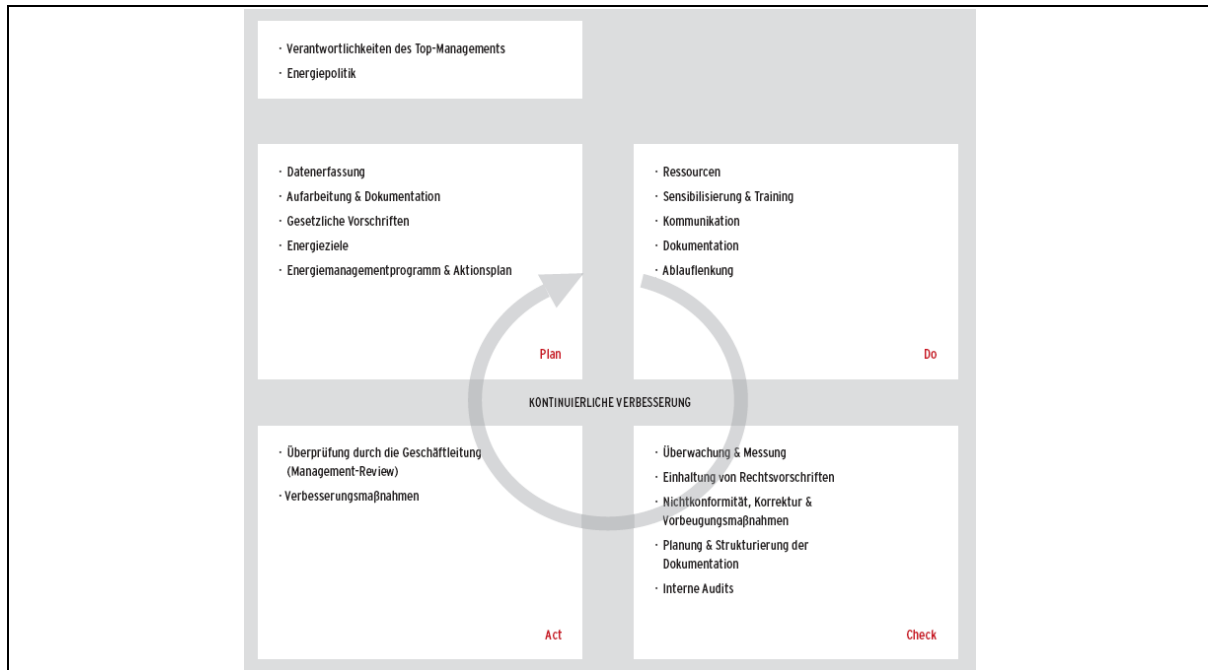 · Verantwortlichkeiten des Top-Managements
· Energiepolitik
· Datenerfassung
· Aufarbeitung & Dokumentation
· Gesetzliche Vorschriften
· Energieziele
· Energiemanagementprogramm & Aktionsplan
Plan
· Ressourcen
· Sensibilisierung & Training
· Kommunikation
· Dokumentation
· Ablauflenkung
Do
KONTINUIERLICHE VERBESSERUNG
· Überprüfung durch die Geschäftleitung
(Management-Review)
· Verbesserungsmaßnahmen
Act
· Überwachung & Messung
· Einhaltung von Rechtsvorschriften
· Nichtkonformität, Korrektur &
Vorbeugungsmaßnahmen
· Planung & Strukturierung der
Dokumentation
· Interne Audits
Check